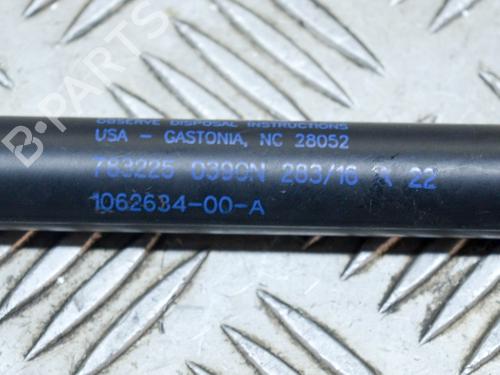 OBSERVE DISPOSAL INSTRUCTIONS
USA - GASTONIA, NC 28052
783225 0390N 283/16 A 22
1062634-00-A
B-PARTS